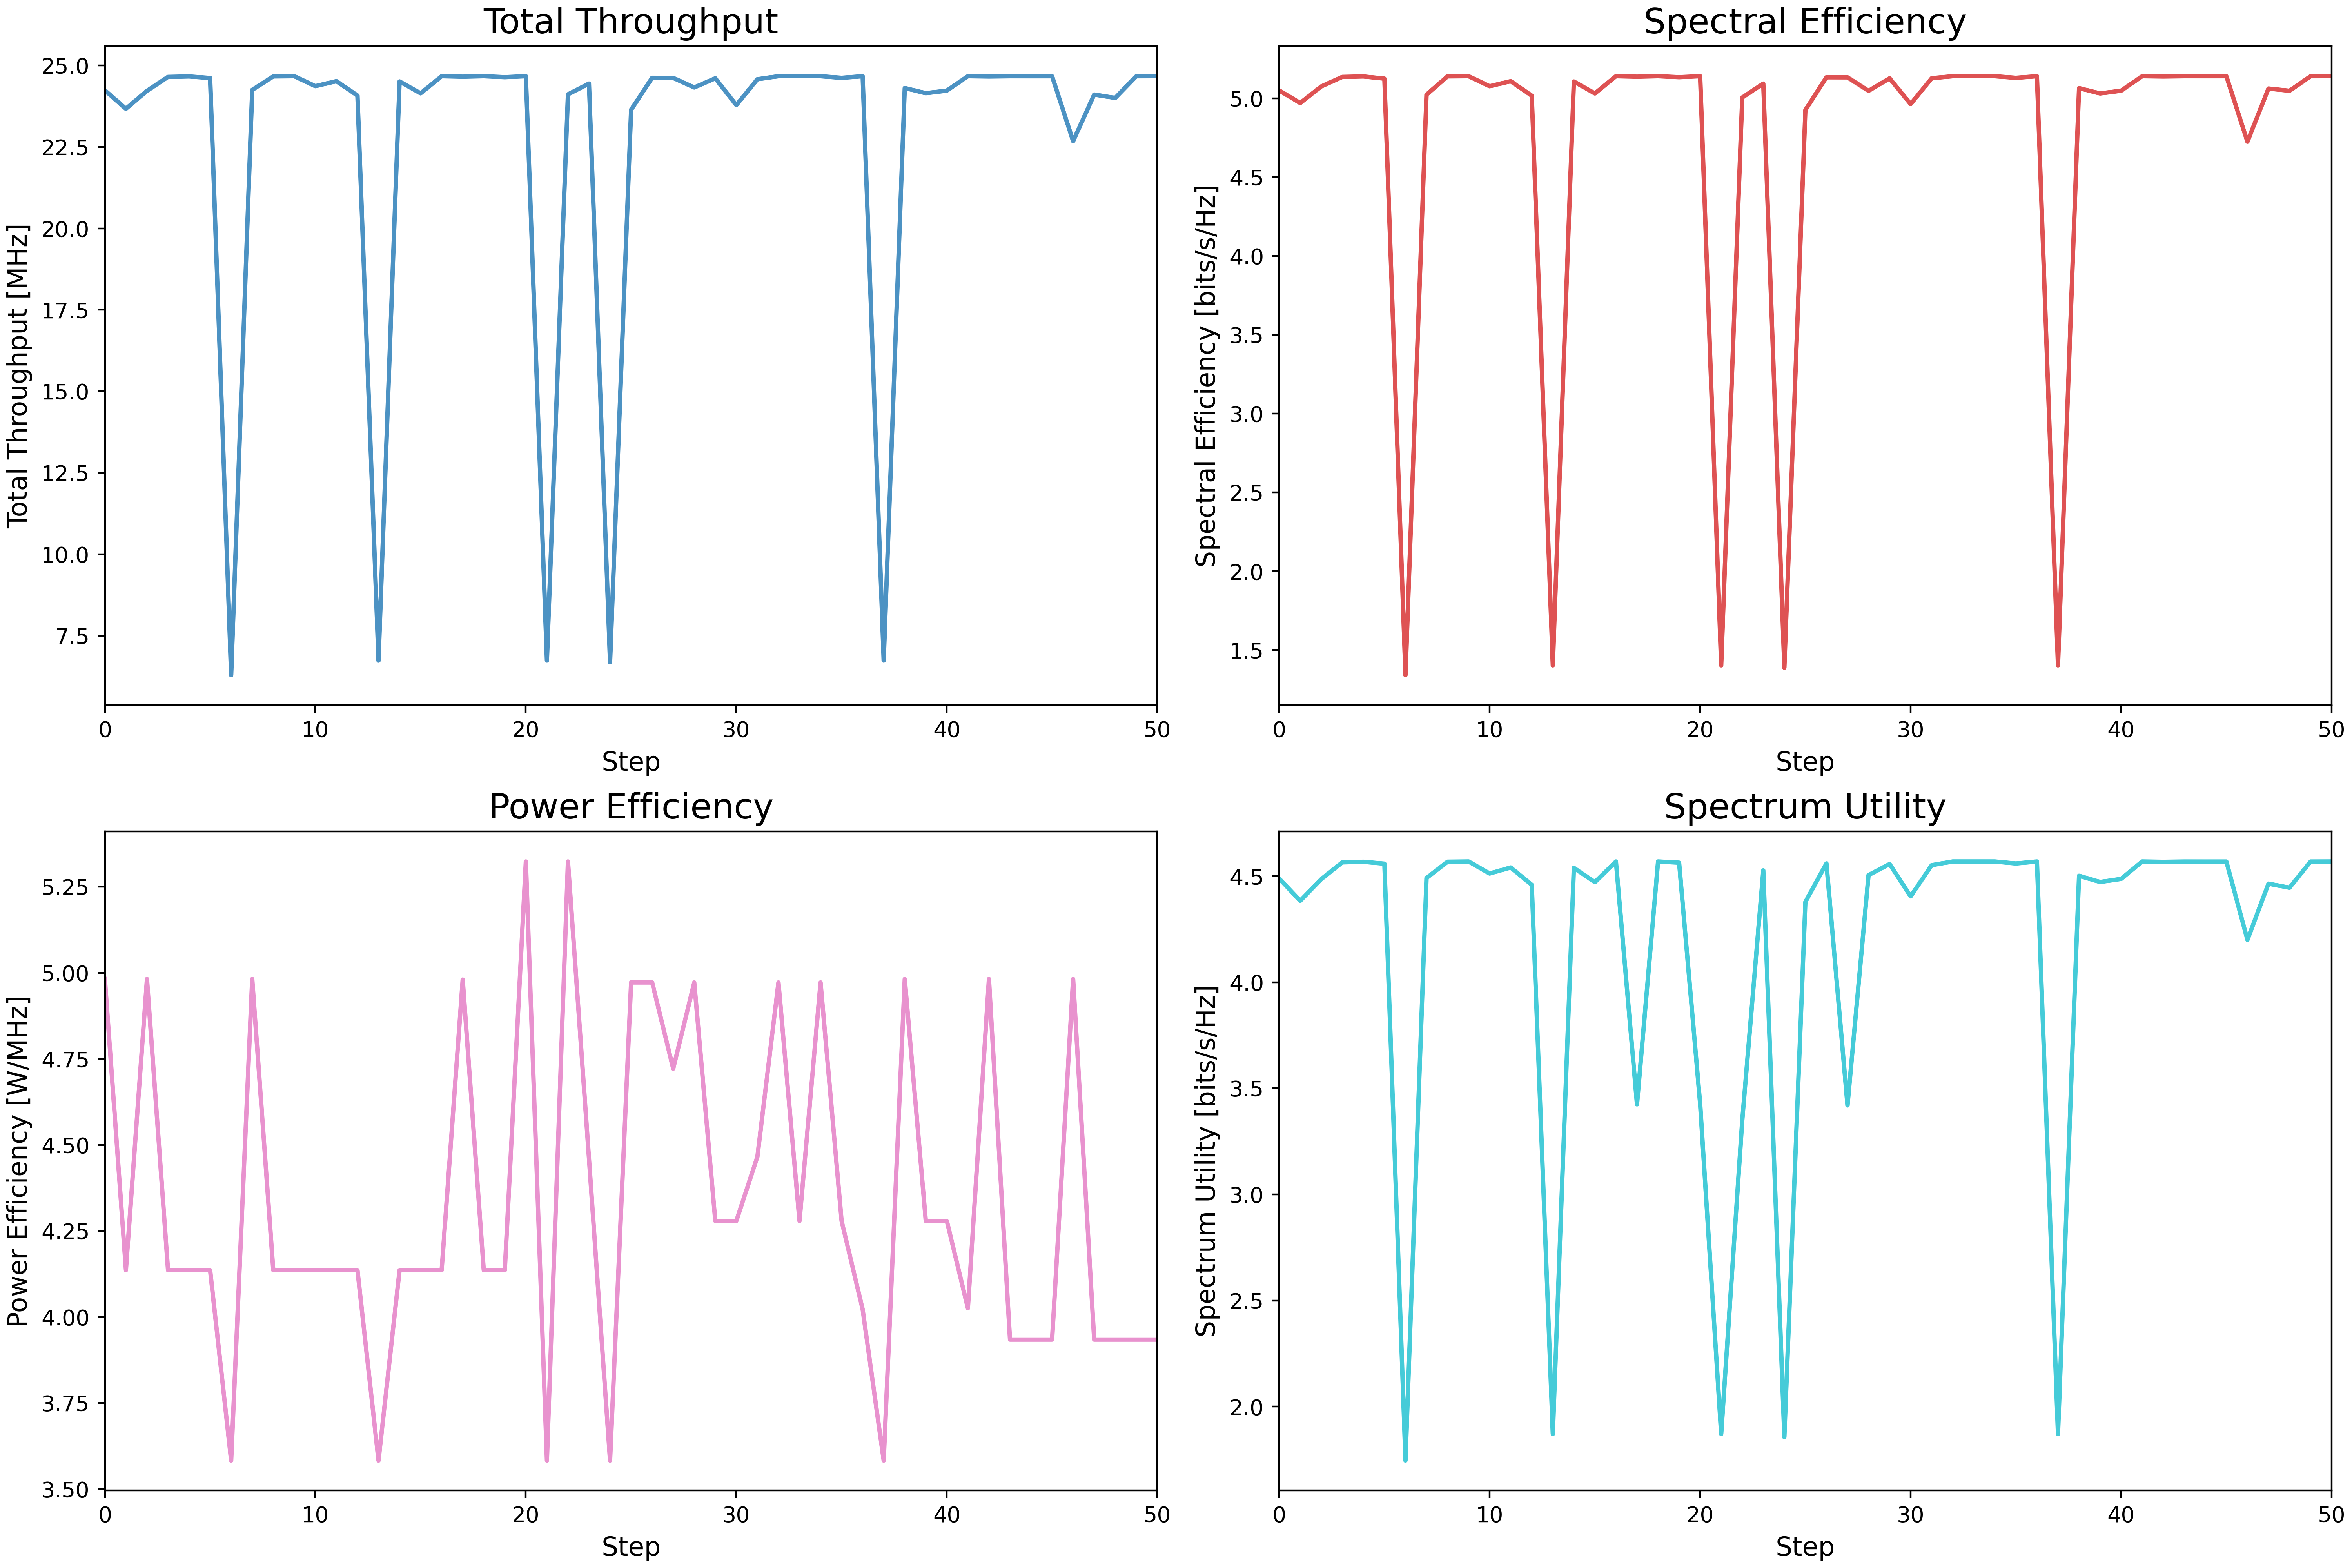 Total Throughput
Total Throughput [MHz]
25.0
22.5
20.0
17.5
15.0
12.5
10.0
7.5
0 10 20 30 40 50
Step
Spectral Efficiency
Spectral Efficiency [bits/s/Hz]
5.0
4.5
4.0
3.5
3.0
2.5
2.0
1.5
0 10 20 30 40 50
Step
Power Efficiency
Power Efficiency [W/MHz]
5.25
5.00
4.75
4.50
4.25
4.00
3.75
3.50
0 10 20 30 40 50
Step
Spectrum Utility
Spectrum Utility [bits/s/Hz]
4.5
4.0
3.5
3.0
2.5
2.0
0 10 20 30 40 50
Step